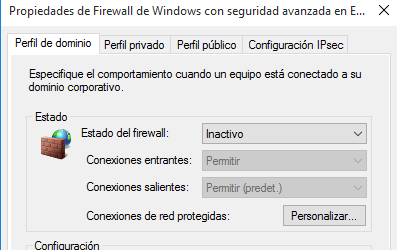 Propiedades de Firewall de Windows con seguridad avanzada en E...
Perfil de dominio Perfil privado Perfil público Configuración IPsec
Especifique el comportamiento cuando un equipo está conectado a su
dominio corporativo.
Estado
Estado del firewall: Inactivo
Conexiones entrantes: Permitir
Conexiones salientes: Permitir (predet.)
Conexiones de red protegidas: Personalizar...
Configuración